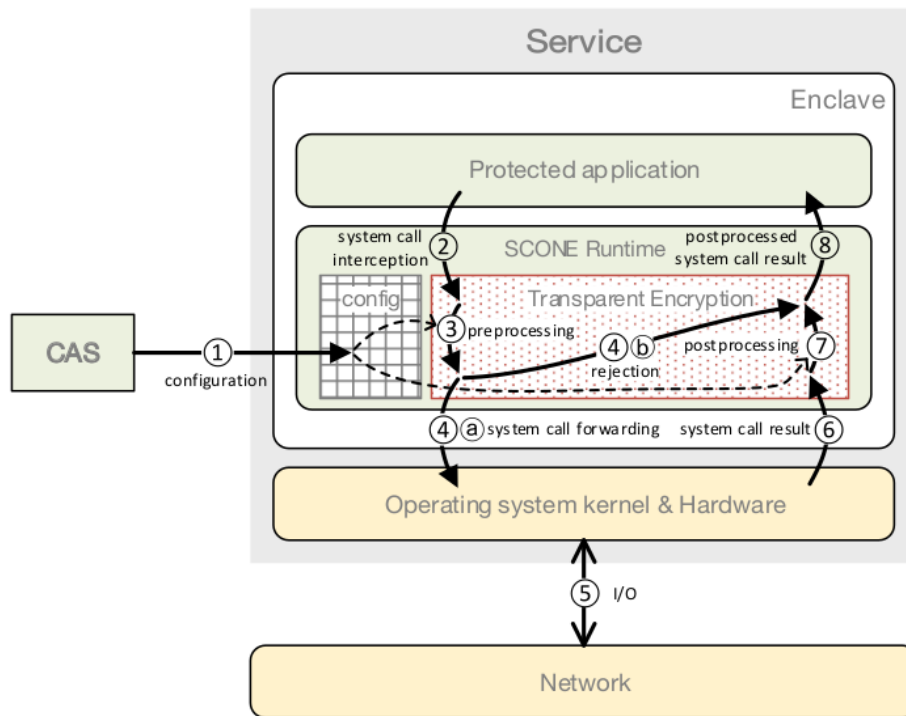 Service
Enclave
Protected application
system call
interception
2
SCONE Runtime
postprocessed
system call result
8
config
Transparent Encryption
CAS
1
configuration
3
preprocessing
4 b
rejection
postprocessing
7
4 a system call forwarding
system call result 6
Operating system kernel & Hardware
5 I/O
Network